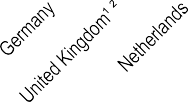 Germany
United Kingdom¹ ²
Netherlands